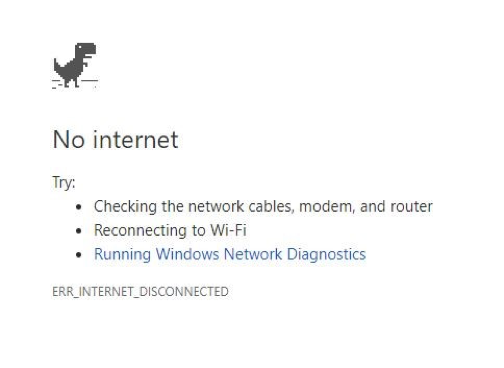 No internet
Try:
Checking the network cables, modem, and router
Reconnecting to Wi-Fi
Running Windows Network Diagnostics
ERR_INTERNET_DISCONNECTED